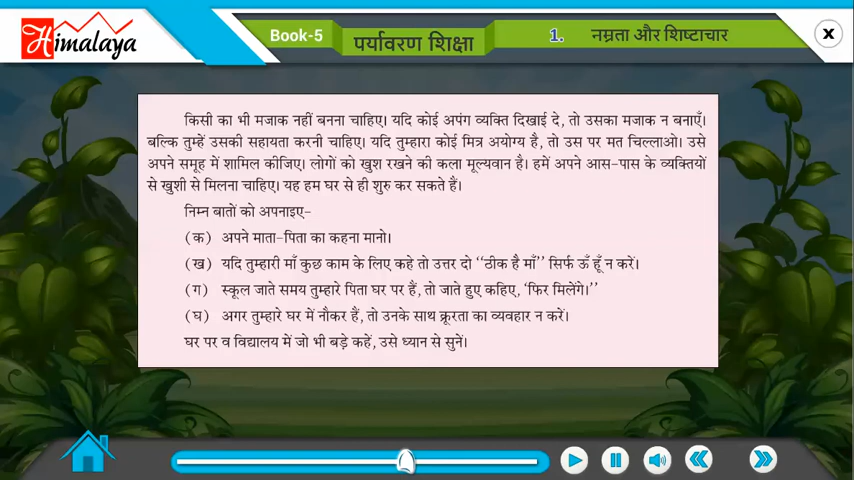 Himalaya
Book-5
पर्यावरण शिक्षा
1. नम्रता और शिष्टाचार
X
किसी का भी मजाक नहीं बनना चाहिए। यदि कोई अपंग व्यक्ति दिखाई दे, तो उसका मजाक न बनाएँ।
बल्कि तुम्हें उसकी सहायता करनी चाहिए। यदि तुम्हारा कोई मित्र अयोग्य है, तो उस पर मत चिल्लाओ। उसे
अपने समूह में शामिल कीजिए। लोगों को खुश रखने की कला मूल्यवान है। हमें अपने आस-पास के व्यक्तियों
से खुशी से मिलना चाहिए। यह हम घर से ही शुरु कर सकते हैं।
निम्न बातों को अपनाइए-
(क) अपने माता-पिता का कहना मानो।
(ख) यदि तुम्हारी माँ कुछ काम के लिए कहे तो उत्तर दो “ठीक है माँ” सिर्फ ऊँ हूँ न करें।
(ग) स्कूल जाते समय तुम्हारे पिता घर पर हैं, तो जाते हुए कहिए, ‘फिर मिलेंगे।’’
(घ) अगर तुम्हारे घर में नौकर हैं, तो उनके साथ क्रूरता का व्यवहार न करें।
घर पर व विद्यालय में जो भी बड़े कहें, उसे ध्यान से सुनें।